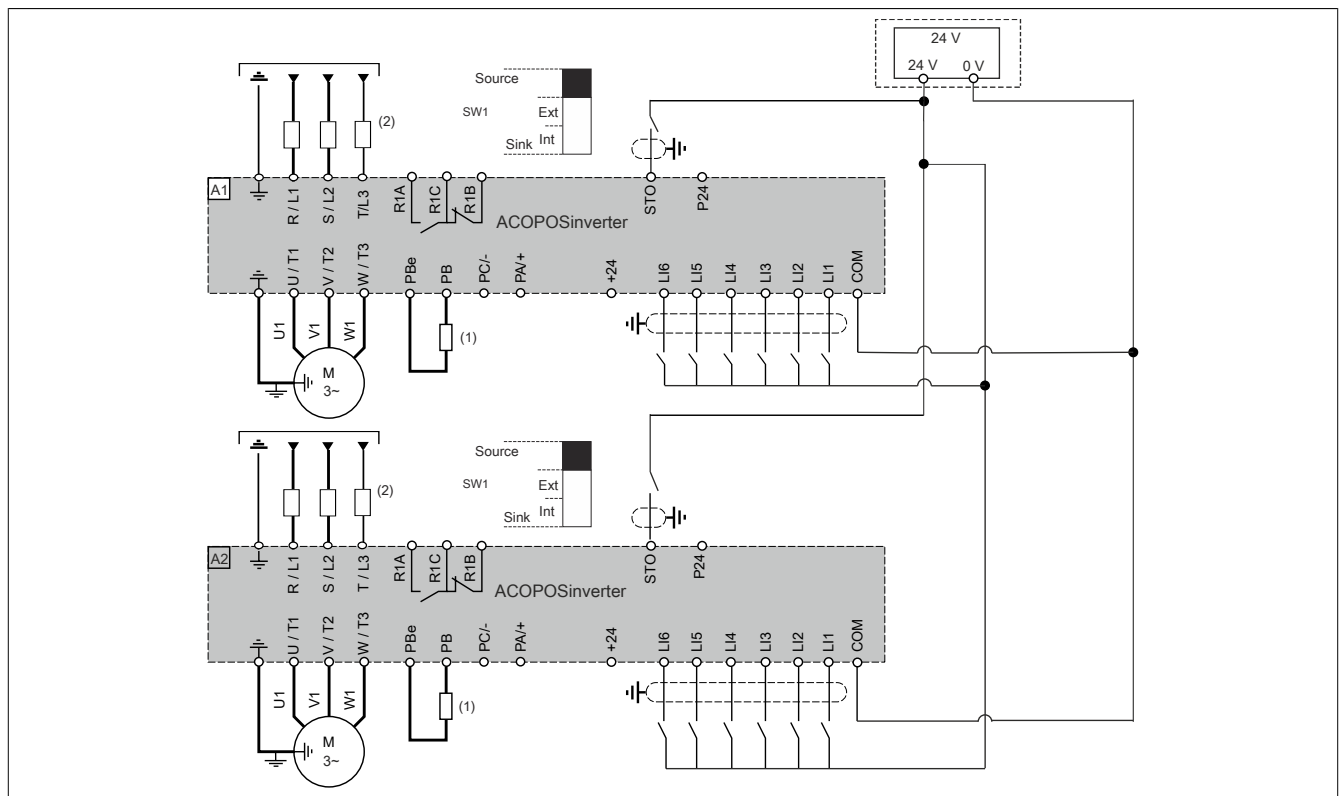 24 V
24 V 0 V
Source
SW1 Ext
Sink Int
(2)
A1
R / L1
S / L2
T/L3
R1A
R1C
R1B
STO
P24
ACOPOSinverter
U / T1
V / T2
W / T3
PBe
PB
PC/-
PA/+
+24
LI6
LI5
LI4
LI3
LI2
LI1
COM
U1
V1
W1
(1)
M
3~
Source
SW1 Ext
Sink Int
(2)
A2
R / L1
S / L2
T / L3
R1A
R1C
R1B
STO
P24
ACOPOSinverter
U / T1
V / T2
W / T3
PBe
PB
PC/-
PA/+
+24
LI6
LI5
LI4
LI3
LI2
LI1
COM
U1
V1
W1
(1)
M
3~